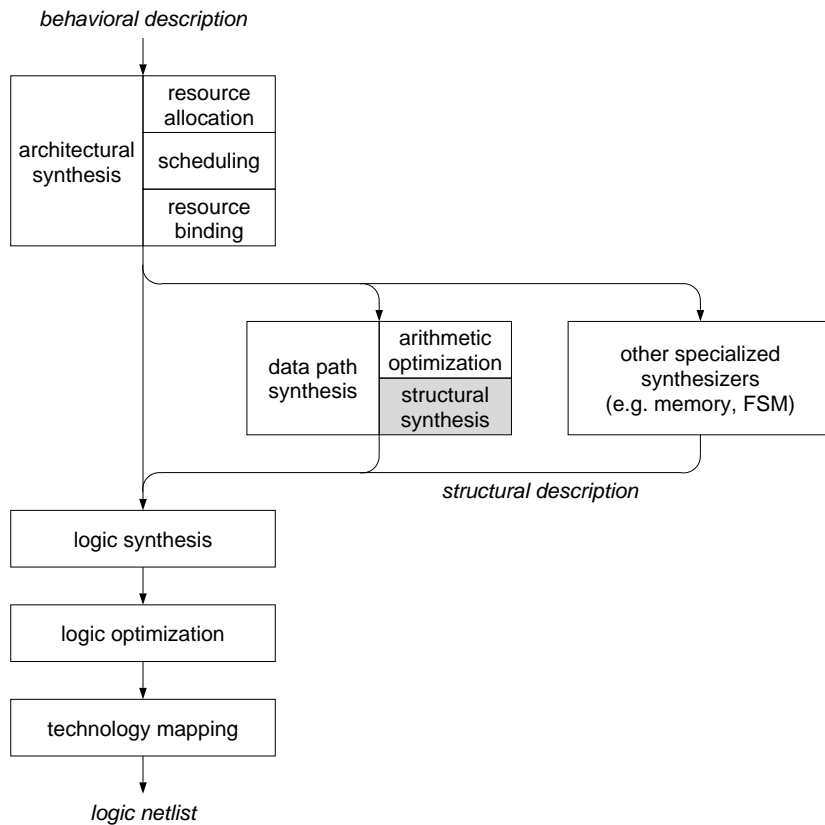 behavioral description
architectural
synthesis
resource
allocation
scheduling
resource
binding
data path
synthesis
arithmetic
optimization
structural
synthesis
other specialized
synthesizers
(e.g. memory, FSM)
structural description
logic synthesis
logic optimization
technology mapping
logic netlist